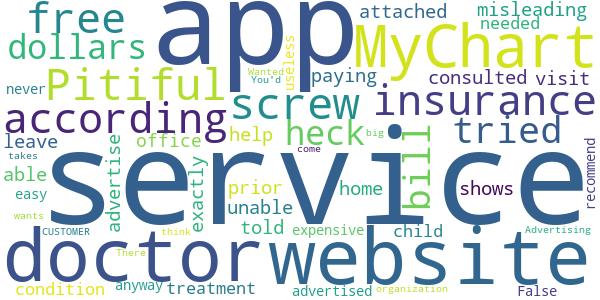 free app MyChart attached misleading
needed
dollars Pitiful useless Wanted You'd paying consulted visit
never according screw insurance
leave advertise office help heck bill tried
takes able exactly big
easy service come recommend
prior home shows
wants unable told expensive child
CUSTOMER think There Advertising
doctor website
condition anyway treatment advertised organization False